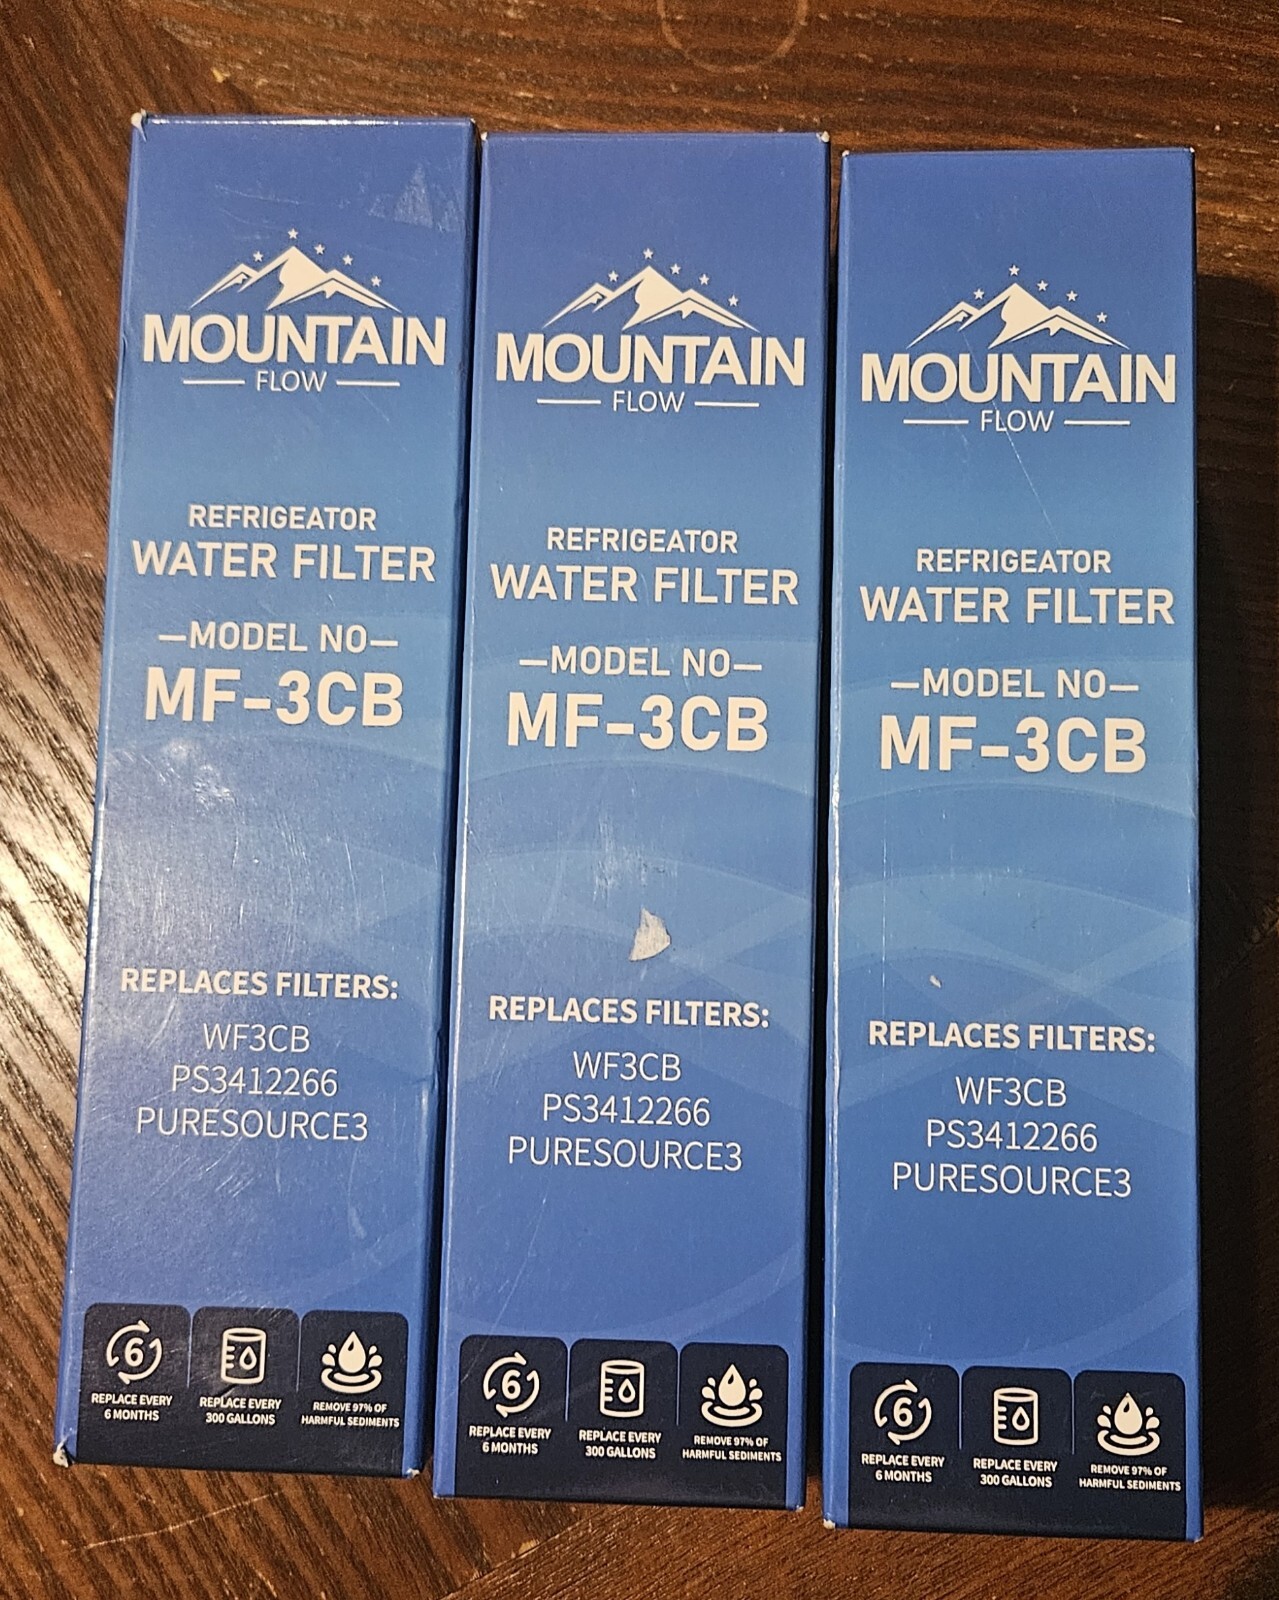 MOUNTAIN
FLOW
REFRIGEATOR
WATER FILTER
—MODEL NO—
MF-3CB
REPLACES FILTERS:
WF3CB
PS3412266
PURESOURCE3
6
REPLACE EVERY
6 MONTHS
REPLACE EVERY
300 GALLONS
REMOVE 97% OF
HARMFUL SEDIMENTS
MOUNTAIN
FLOW
REFRIGEATOR
WATER FILTER
—MODEL NO—
MF-3CB
REPLACES FILTERS:
WF3CB
PS3412266
PURESOURCE3
6
REPLACE EVERY
6 MONTHS
REPLACE EVERY
300 GALLONS
REMOVE 97% OF
HARMFUL SEDIMENTS
MOUNTAIN
FLOW
REFRIGEATOR
WATER FILTER
—MODEL NO—
MF-3CB
REPLACES FILTERS:
WF3CB
PS3412266
PURESOURCE3
6
REPLACE EVERY
6 MONTHS
REPLACE EVERY
300 GALLONS
REMOVE 97% OF
HARMFUL SEDIMENTS